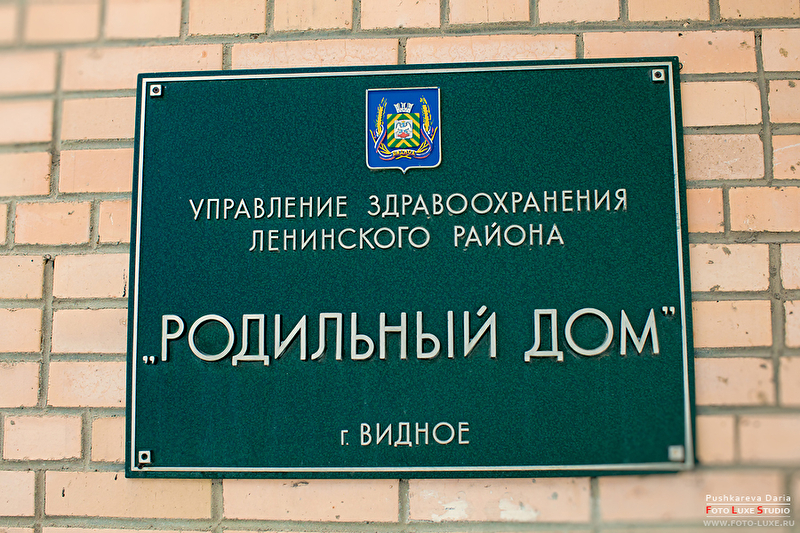 УПРАВЛЕНИЕ ЗДРАВООХРАНЕНИЯ
ЛЕНИНСКОГО РАЙОНА
„РОДИЛЬНЫЙ ДОМ"
г. ВИДНОЕ
Pushkareva Daria
FOTO LUXE STUDIO
WWW.FOTO-LUXE.RU